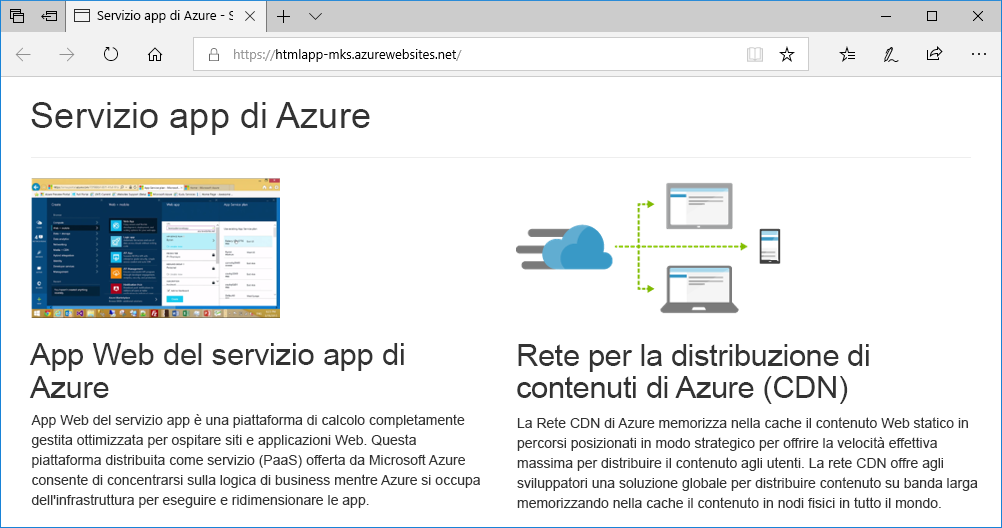 Servizio app di Azure - S
https://htmlapp-mks.azurewebsites.net/
Servizio app di Azure
App Web del servizio app di
Azure
App Web del servizio app è una piattaforma di calcolo completamente
gestita ottimizzata per ospitare siti e applicazioni Web. Questa
piattaforma distribuita come servizio (PaaS) offerta da Microsoft Azure
consente di concentrarsi sulla logica di business mentre Azure si occupa
dell'infrastruttura per eseguire e ridimensionare le app.
Rete per la distribuzione di
contenuti di Azure (CDN)
La Rete CDN di Azure memorizza nella cache il contenuto Web statico in
percorsi posizionati in modo strategico per offrire la velocità effettiva
massima per distribuire il contenuto agli utenti. La rete CDN offre agli
sviluppatori una soluzione globale per distribuire contenuto su banda larga
memorizzando nella cache il contenuto in nodi fisici in tutto il mondo.